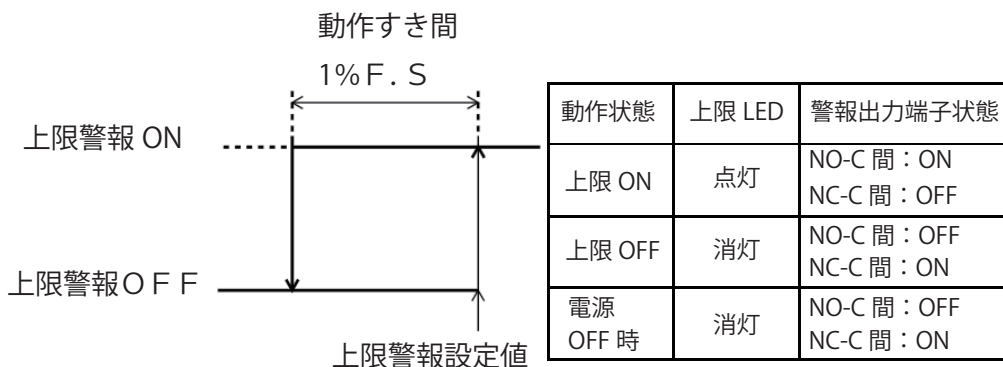 動作すき間
1%Ｆ.Ｓ
上限警報 ON
上限警報ＯＦＦ
上限警報設定値
動作状態 上限 LED 警報出力端子状態
上限 ON 点灯 NO-C 間：ON
NC-C 間：OFF
上限 OFF 消灯 NO-C 間：OFF
NC-C 間：ON
電源
OFF 時 消灯 NO-C 間：OFF
NC-C 間：ON